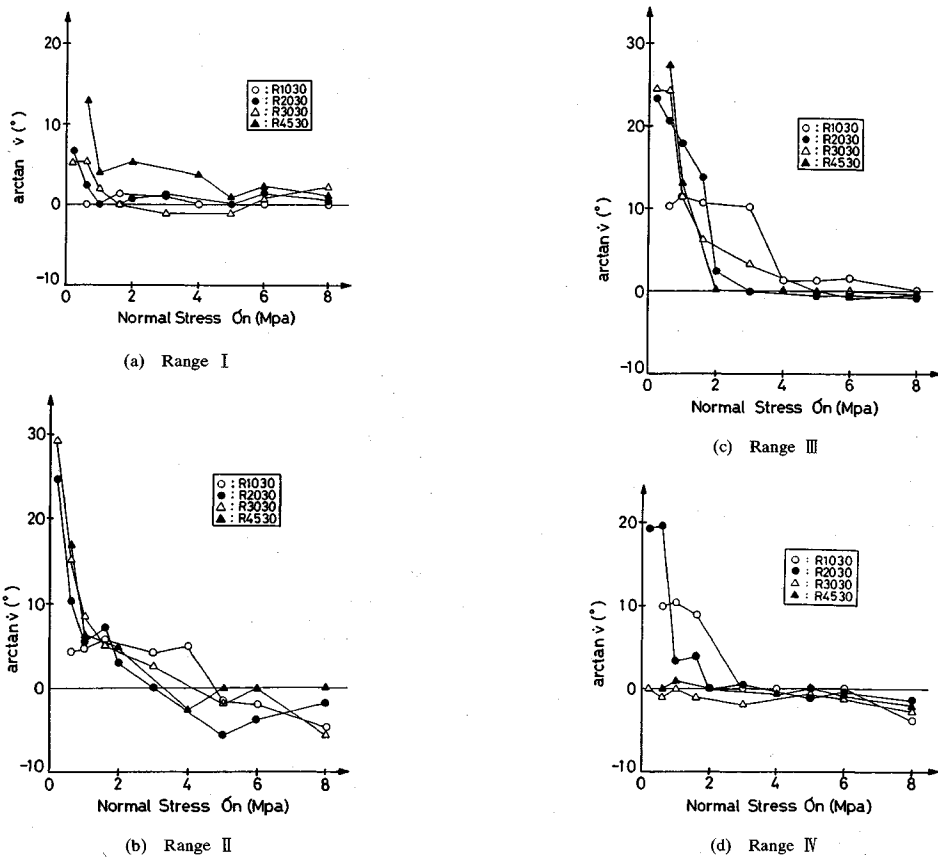 20
10
0
-10
arctan v̇ (°)
○ : R1030
● : R2030
△ : R3030
▲ : R4530
0 2 4 6 8
Normal Stress σ́n (Mpa)
(a) Range Ⅰ
30
20
10
0
-10
arctan v̇ (°)
○ : R1030
● : R2030
△ : R3030
▲ : R4530
0 2 4 6 8
Normal Stress σ́n (Mpa)
(b) Range Ⅱ
30
20
10
0
-10
arctan v̇ (°)
○ : R1030
● : R2030
△ : R3030
▲ : R4530
0 2 4 6 8
Normal Stress σ́n (Mpa)
(c) Range Ⅲ
20
10
0
-10
arctan v̇ (°)
○ : R1030
● : R2030
△ : R3030
▲ : R4530
0 2 4 6 8
Normal Stress σ́n (Mpa)
(d) Range Ⅳ